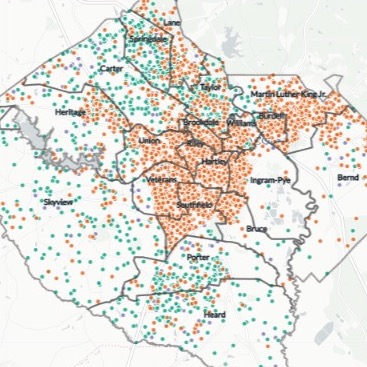 Lane
Springdale
Carter
Taylor
Martin Luther King Jr.
Heritage
Brookdale
Williams
Burdell
Union
Riley
Hartley
Veterans
Ingram-Pye
Bernd
Skyview
Southfield
Bruce
Porter
Heard